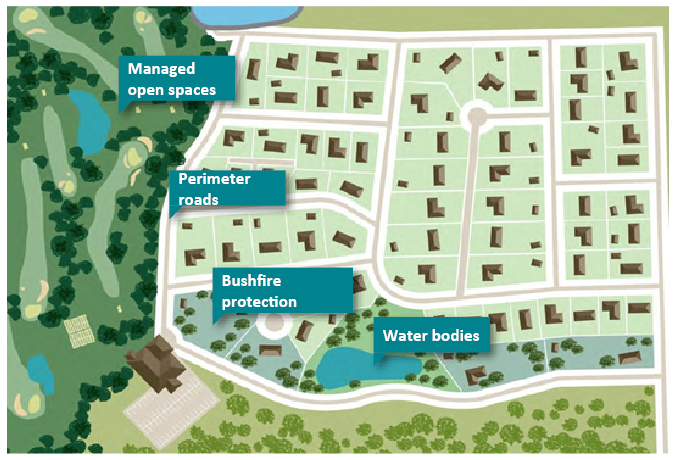 Managed
open spaces
Perimeter
roads
Bushfire
protection
Water bodies